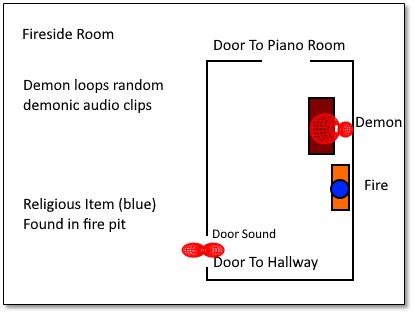 Fireside Room
Door To Piano Room
Demon loops random
demonic audio clips
Demon
Fire
Religious Item (blue)
Found in fire pit
Door Sound
Door To Hallway